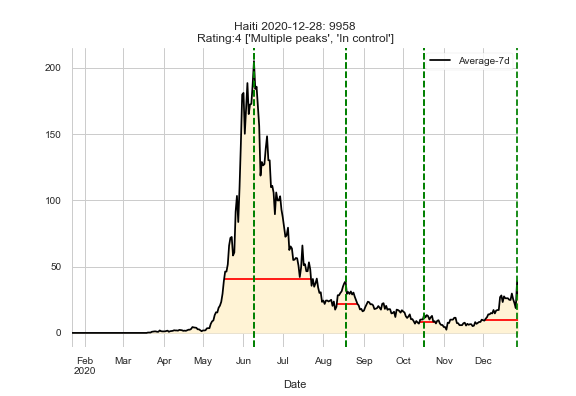 Haiti 2020-12-28: 9958
Rating:4 ['Multiple peaks', 'In control']
Average-7d
200
150
100
50
0
Feb Mar Apr May Jun Jul Aug Sep Oct Nov Dec
2020
Date